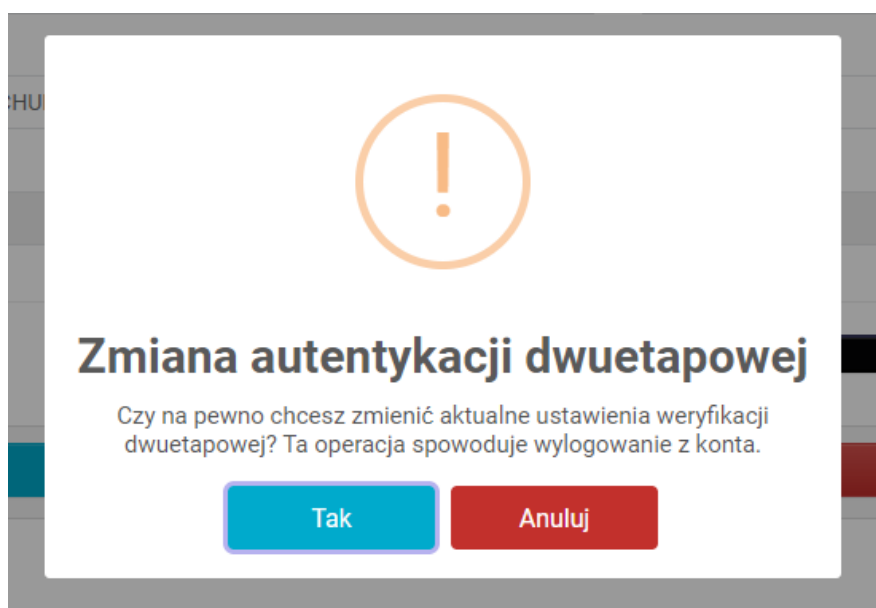 Zmiana autentykacji dwuetapowej
Czy na pewno chcesz zmienić aktualne ustawienia weryfikacji
dwuetapowej? Ta operacja spowoduje wylogowanie z konta.
Tak
Anuluj